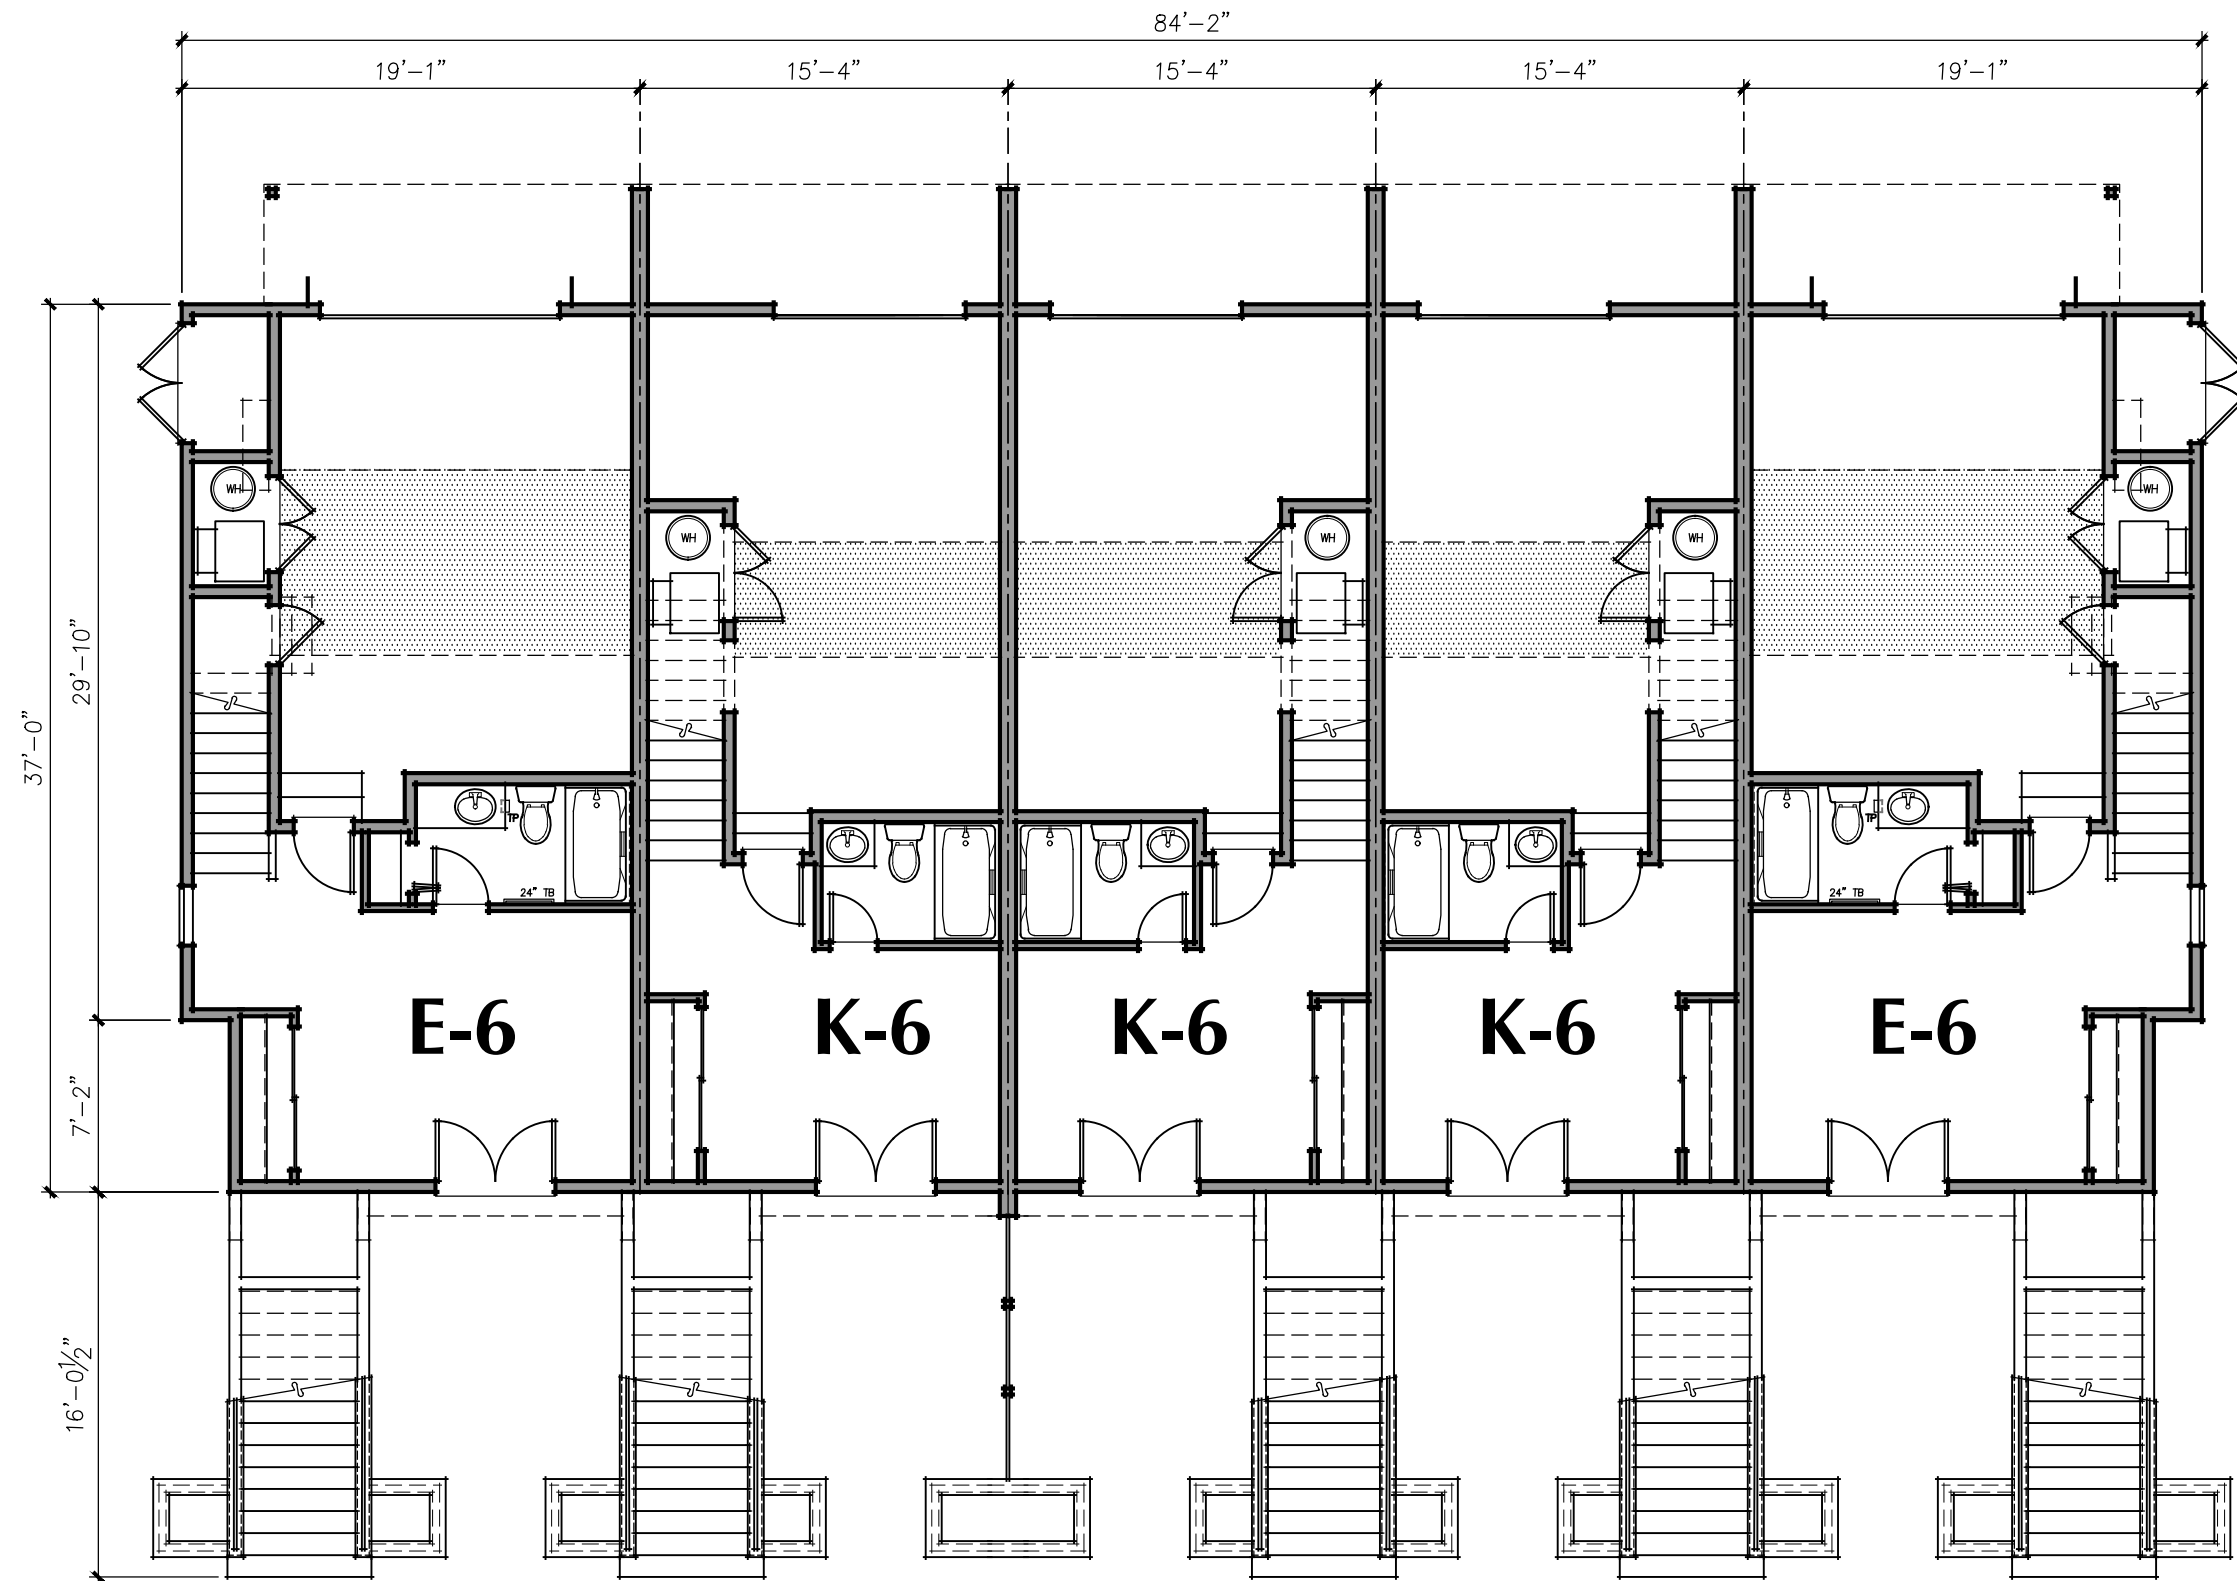 84'-2"
19'-1" 15'-4" 15'-4" 15'-4" 19'-1"
WH WH
WH WH WH
29'-10"
37'-0"
TP TP
24" TB 24" TB
E-6 K-6 K-6 K-6 E-6
7'-2"
16'-0½"